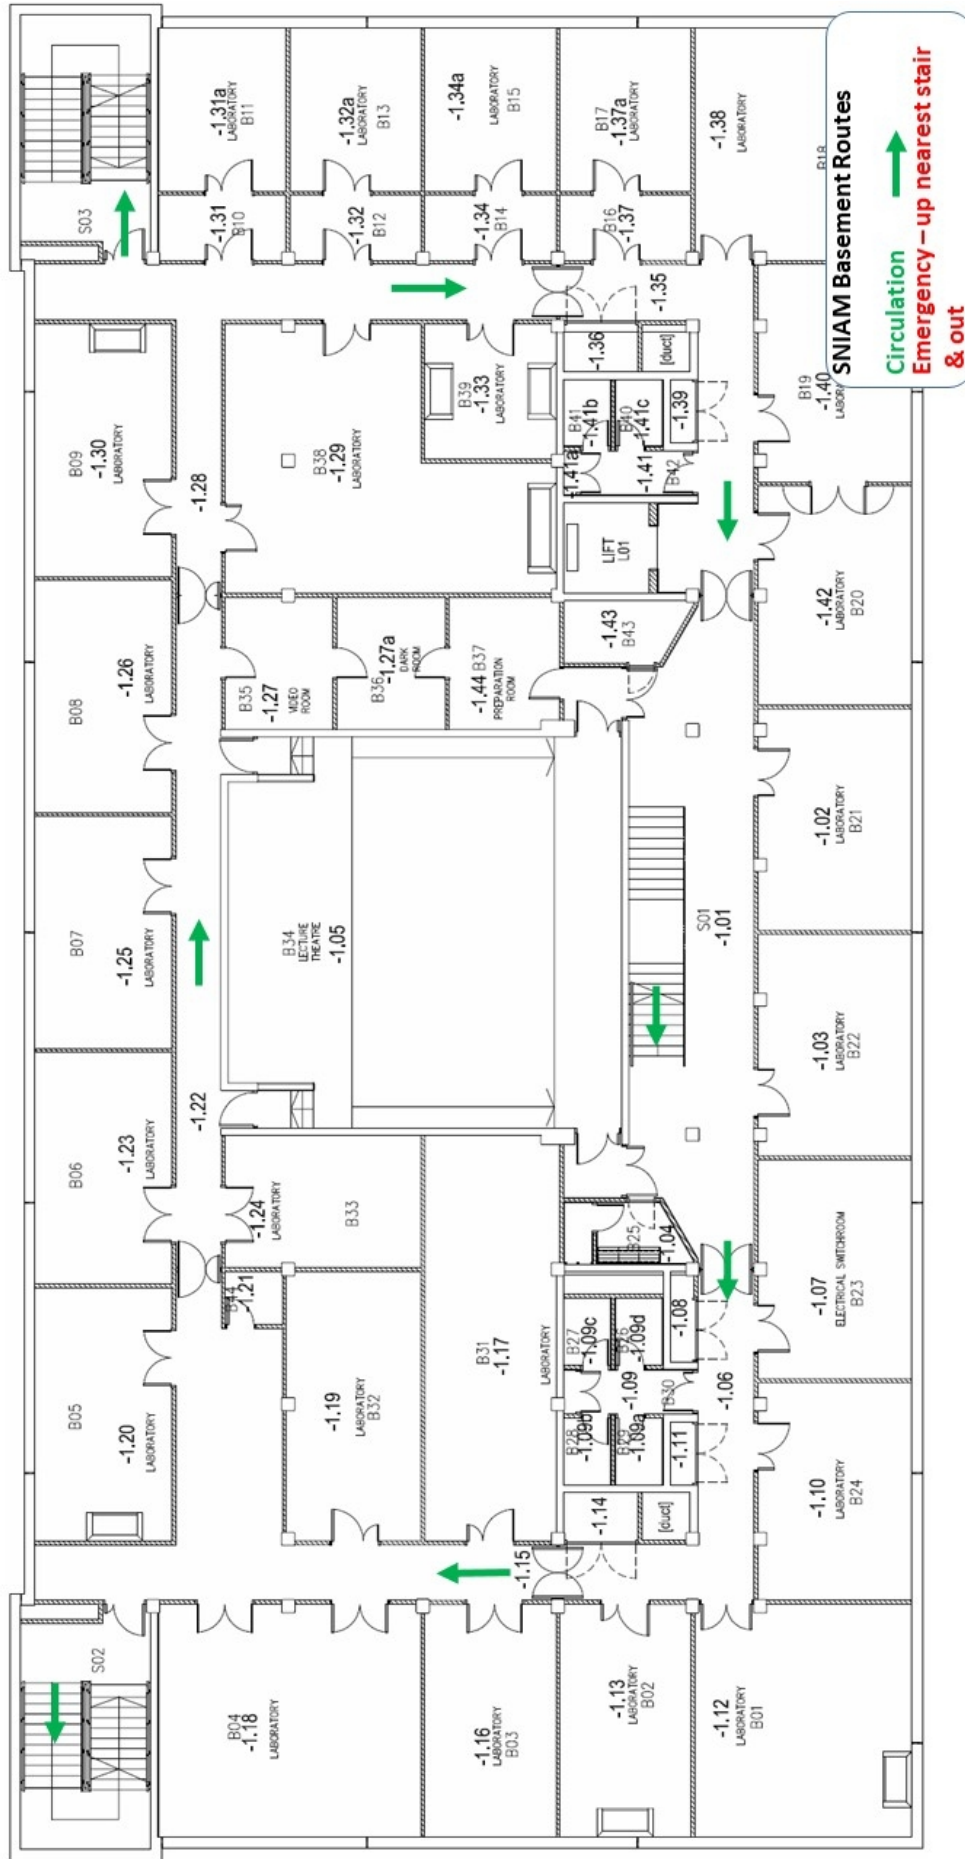 S03
-1.31a
LABORATORY
B11
-1.32a
LABORATORY
B13
-1.34a
LABORATORY
B15
B17
-1.37a
LABORATORY
-1.38
LABORATORY
B18
-1.31
B10
-1.32
B12
-1.34
B14
B16
-1.37
-1.35
B09
-1.30
LABORATORY
-1.28
B38
-1.29
LABORATORY
B39
-1.33
LABORATORY
-1.36
[duct]
B41
-1.41b
B40
-1.41c
-1.39
-1.41a
-1.41
B42
LIFT
L01
B19
-1.40
-1.42
LABORATORY
B20
B08
-1.26
LABORATORY
B35
-1.27
VIDEO
ROOM
B36
-1.27a
DARK
ROOM
-1.44 B37
PREPARATION
ROOM
-1.43
B43
B07
-1.25
LABORATORY
B34
LECTURE
THEATRE
-1.05
S01
-1.01
-1.02
LABORATORY
B21
-1.03
LABORATORY
B22
B06
-1.23
LABORATORY
-1.22
-1.24
LABORATORY
B33
B25
-1.04
-1.07
ELECTRICAL SWITCHROOM
B23
B05
-1.20
LABORATORY
B44
-1.21
-1.19
LABORATORY
B32
B31
-1.17
LABORATORY
B27
-1.09c
B26
-1.09d
-1.08
-1.09
B30
B28
-1.09b
B29
-1.09a
-1.11
-1.06
-1.14
[duct]
-1.15
-1.10
LABORATORY
B24
S02
B04
-1.18
LABORATORY
-1.16
LABORATORY
B03
-1.13
LABORATORY
B02
-1.12
LABORATORY
B01
SNIAM Basement Routes
Circulation
Emergency – up nearest stair
& out